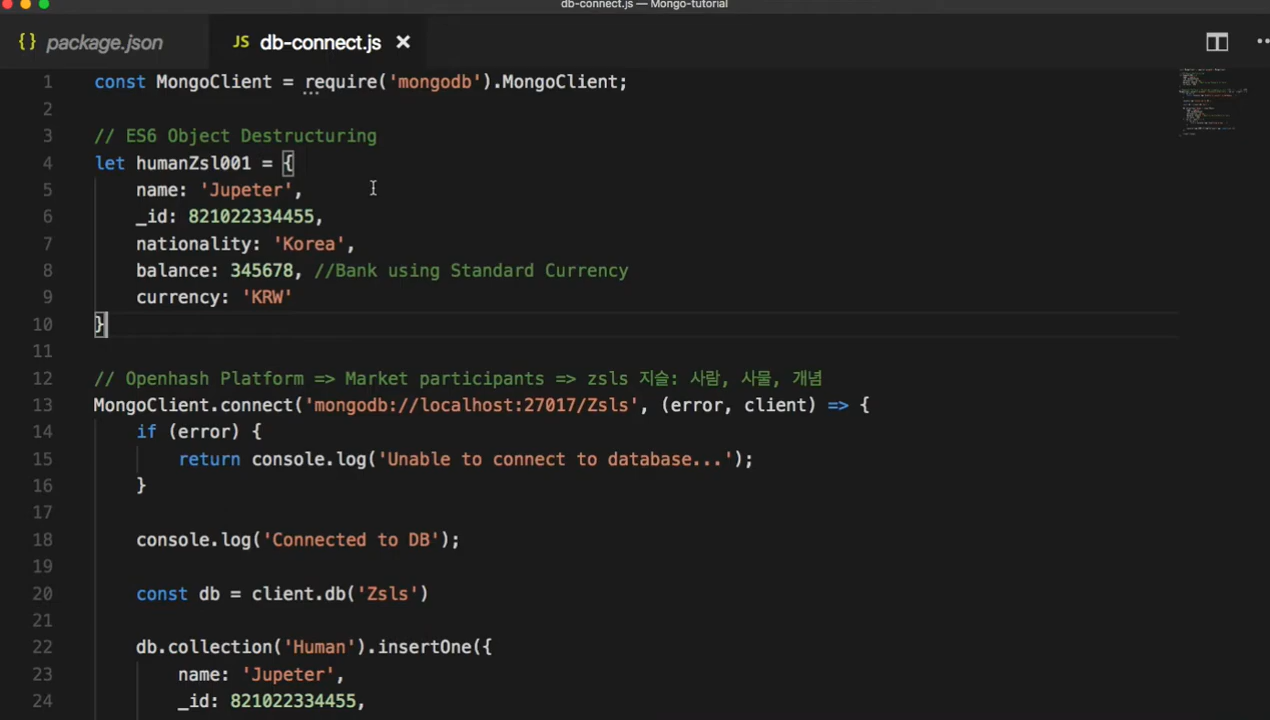 db-connect.js — Mongo-tutorial
{} package.json JS db-connect.js ×
1 const MongoClient = require('mongodb').MongoClient;
2
3 // ES6 Object Destructuring
4 let humanZsl001 = {
5 name: 'Jupeter',
6 _id: 821022334455,
7 nationality: 'Korea',
8 balance: 345678, //Bank using Standard Currency
9 currency: 'KRW'
10 }
11
12 // Openhash Platform => Market participants => zsls 지슬: 사람, 사물, 개념
13 MongoClient.connect('mongodb://localhost:27017/Zsls', (error, client) => {
14 if (error) {
15 return console.log('Unable to connect to database...');
16 }
17
18 console.log('Connected to DB');
19
20 const db = client.db('Zsls')
21
22 db.collection('Human').insertOne({
23 name: 'Jupeter',
24 _id: 821022334455,